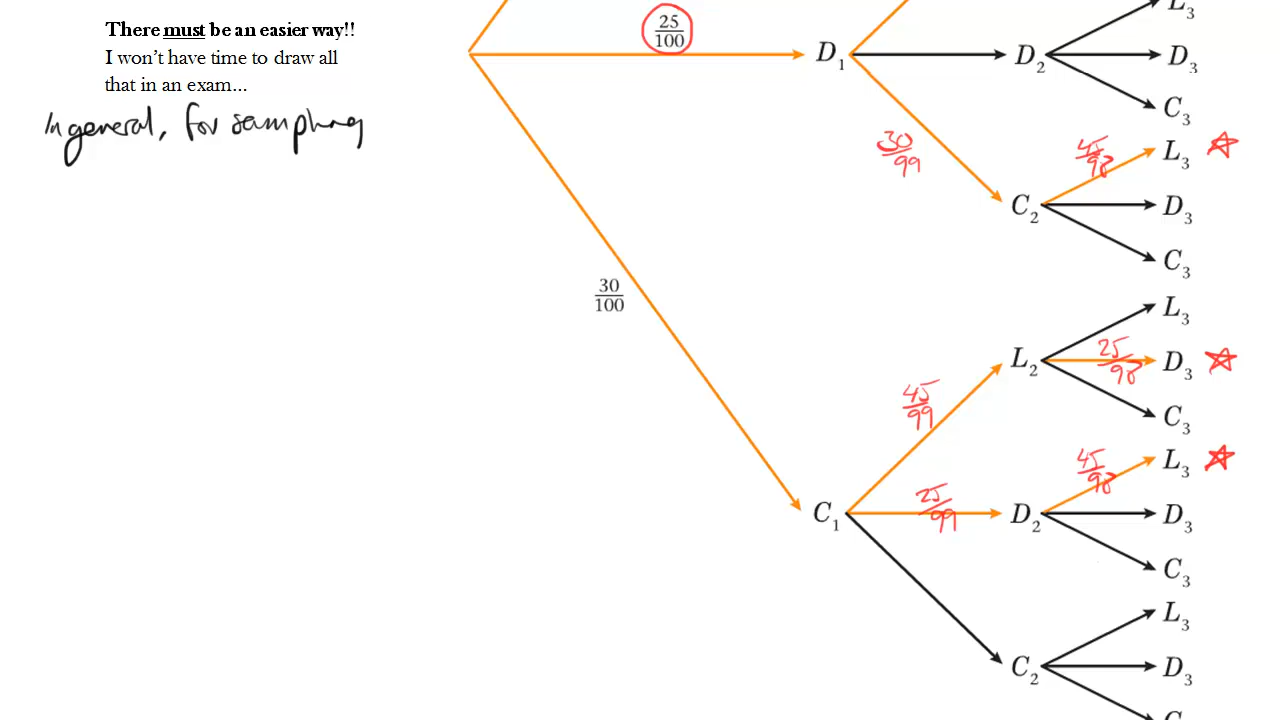 There must be an easier way!!
I won't have time to draw all
that in an exam...
In general, for sampling
25/100
D₁
D₂
L₃
D₃
C₃
30/99
45/98
L₃
C₂
D₃
C₃
30/100
L₃
L₂
25/98
D₃
C₃
45/99
45/98
L₃
C₁
25/99
D₂
D₃
C₃
L₃
C₂
D₃